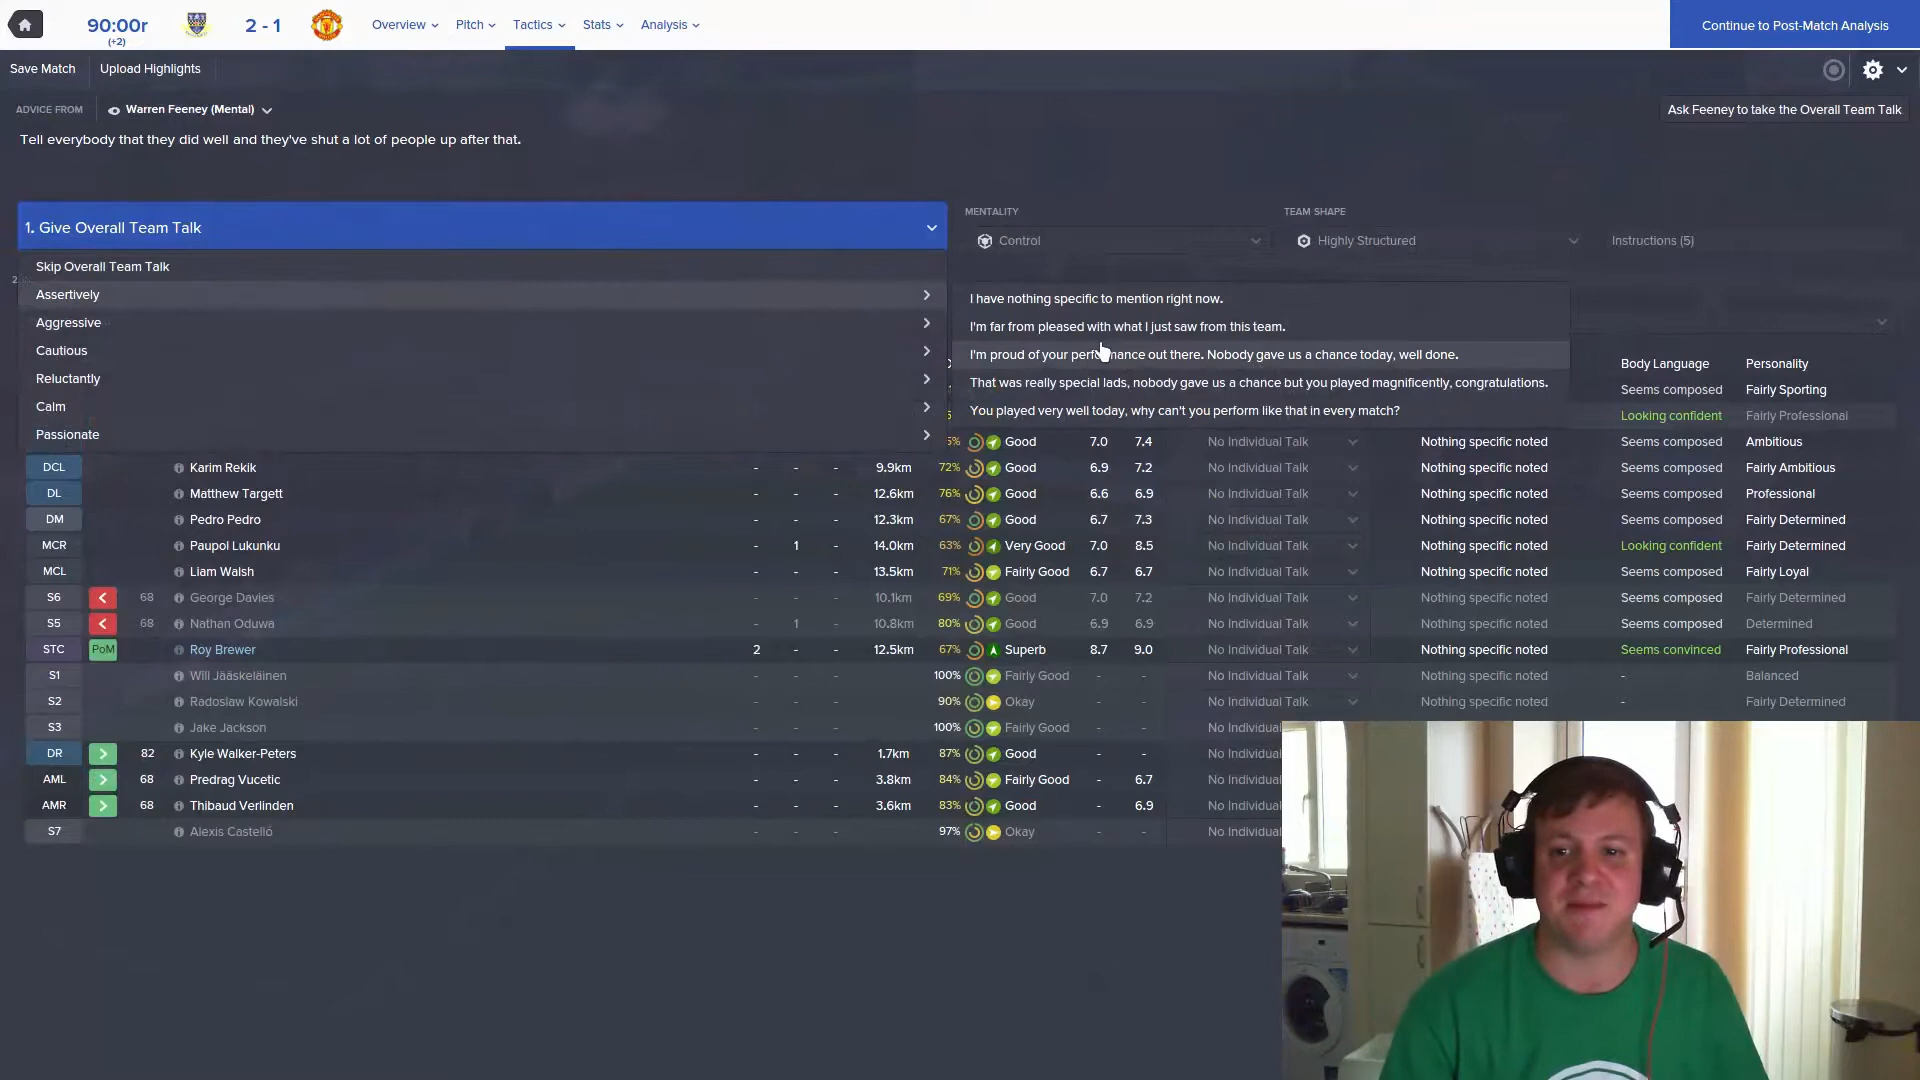 90:00r
(+2)
2 - 1
Overview
Pitch
Tactics
Stats
Analysis
Continue to Post-Match Analysis
Save Match
Upload Highlights
ADVICE FROM
Warren Feeney (Mental)
Ask Feeney to take the Overall Team Talk
Tell everybody that they did well and they've shut a lot of people up after that.
1. Give Overall Team Talk
MENTALITY
TEAM SHAPE
Control
Highly Structured
Instructions (5)
Skip Overall Team Talk
Assertively
Aggressive
Cautious
Reluctantly
Calm
Passionate
I have nothing specific to mention right now.
I'm far from pleased with what I just saw from this team.
I'm proud of your performance out there. Nobody gave us a chance today, well done.
That was really special lads, nobody gave us a chance but you played magnificently, congratulations.
You played very well today, why can't you perform like that in every match?
Body Language Personality
Seems composed Fairly Sporting
Looking confident Fairly Professional
Good 7.0 7.4 No Individual Talk Nothing specific noted Seems composed Ambitious
DCL Karim Rekik - - - 9.9km 72% Good 6.9 7.2 No Individual Talk Nothing specific noted Seems composed Fairly Ambitious
DL Matthew Targett - - - 12.6km 76% Good 6.6 6.9 No Individual Talk Nothing specific noted Seems composed Professional
DM Pedro Pedro - - - 12.3km 67% Good 6.7 7.3 No Individual Talk Nothing specific noted Seems composed Fairly Determined
MCR Paupol Lukunku - 1 - 14.0km 63% Very Good 7.0 8.5 No Individual Talk Nothing specific noted Looking confident Fairly Determined
MCL Liam Walsh - - - 13.5km 71% Fairly Good 6.7 6.7 No Individual Talk Nothing specific noted Seems composed Fairly Loyal
S6 68 George Davies - - - 10.1km 69% Good 7.0 7.2 No Individual Talk Nothing specific noted Seems composed Fairly Determined
S5 68 Nathan Oduwa - 1 - 10.8km 80% Good 6.9 6.9 No Individual Talk Nothing specific noted Seems composed Determined
STC PoM Roy Brewer 2 - - 12.5km 67% Superb 8.7 9.0 No Individual Talk Nothing specific noted Seems convinced Fairly Professional
S1 Will Jääskeläinen - - - 100% Fairly Good - - No Individual Talk Nothing specific noted - Balanced
S2 Radoslaw Kowalski - - - 90% Okay - - No Individual Talk Nothing specific noted - Fairly Determined
S3 Jake Jackson - - - 100% Fairly Good - - No Individual Talk
DR 82 Kyle Walker-Peters - - - 1.7km 87% Good - - No Individual
AML 68 Predrag Vucetic - - - 3.8km 84% Fairly Good - 6.7 No Individual
AMR 68 Thibaud Verlinden - - - 3.6km 83% Good - 6.9 No Individual
S7 Alexis Castelló - - - 97% Okay - - No Individual